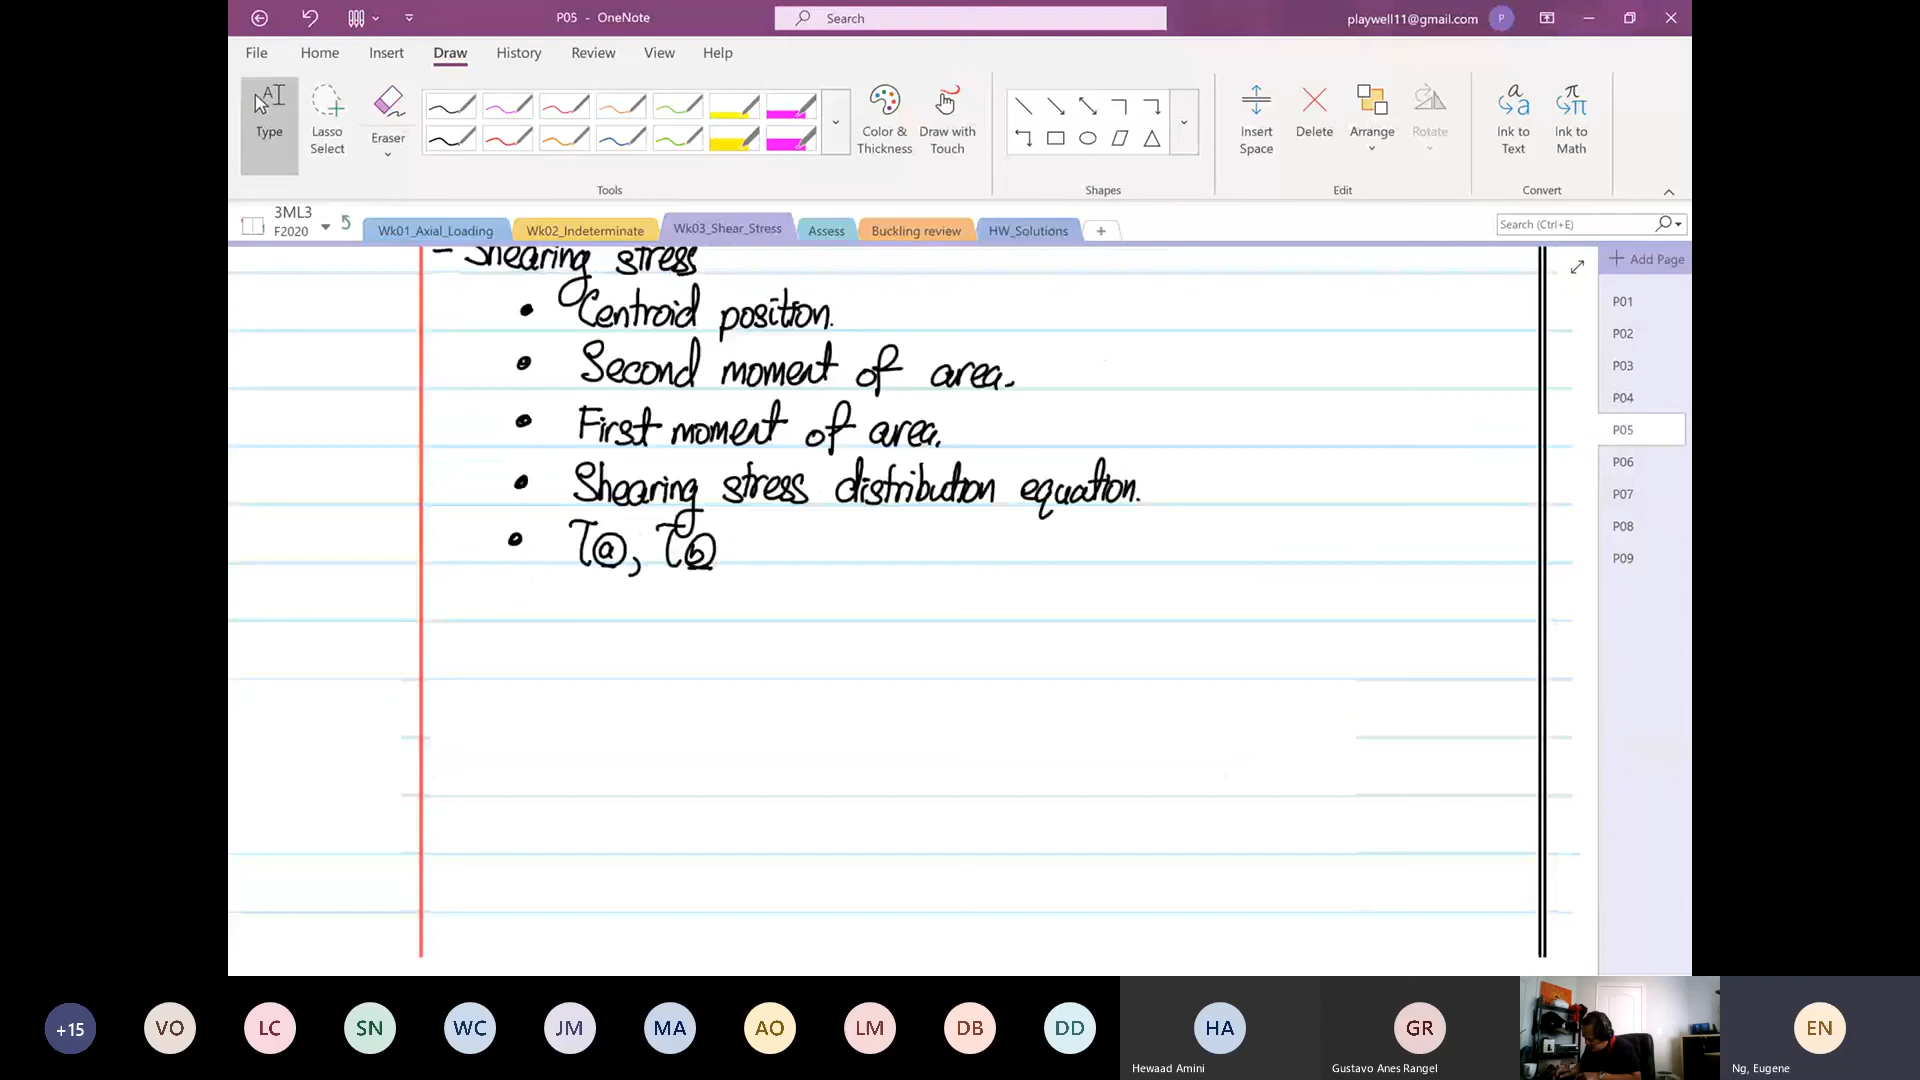 P05 - OneNote
Search
playwell11@gmail.com
P
File Home Insert Draw History Review View Help
Type
Lasso Select
Eraser
Color & Thickness
Draw with Touch
Insert Space
Delete
Arrange
Rotate
Ink to Text
Ink to Math
Tools
Shapes
Edit
Convert
3ML3 F2020
Wk01_Axial_Loading
Wk02_Indeterminate
Wk03_Shear_Stress
Assess
Buckling review
HW_Solutions
Search (Ctrl+E)
Add Page
P01
P02
P03
P04
P05
P06
P07
P08
P09
- Shearing stress
• Centroid position.
• Second moment of area.
• First moment of area.
• Shearing stress distribution equation.
• τⓐ, τⓑ
+15
VO
LC
SN
WC
JM
MA
AO
LM
DB
DD
HA
Hewaad Amini
GR
Gustavo Anes Rangel
EN
Ng, Eugene